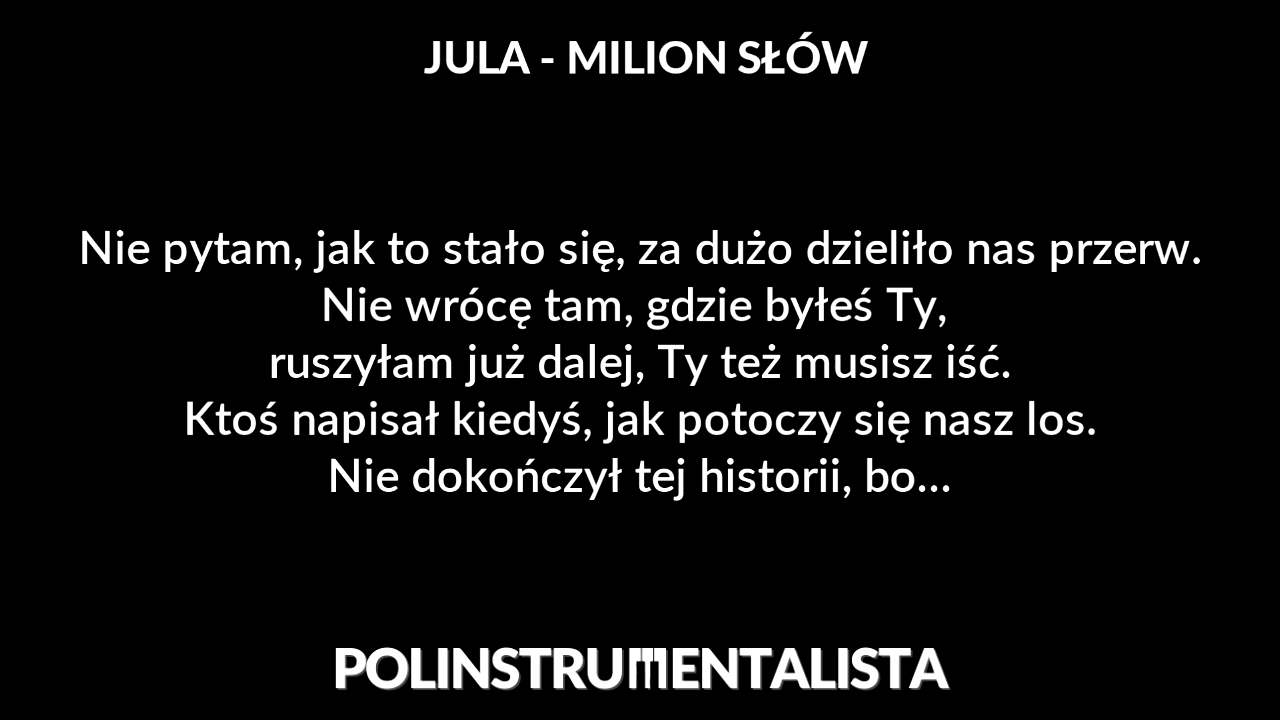 JULA - MILION SŁÓW
Nie pytam, jak to stało się, za dużo dzieliło nas przerw.
Nie wrócę tam, gdzie byłeś Ty,
ruszyłam już dalej, Ty też musisz iść.
Ktoś napisał kiedyś, jak potoczy się nasz los.
Nie dokończył tej historii, bo...
POLINSTRUMENTALISTA